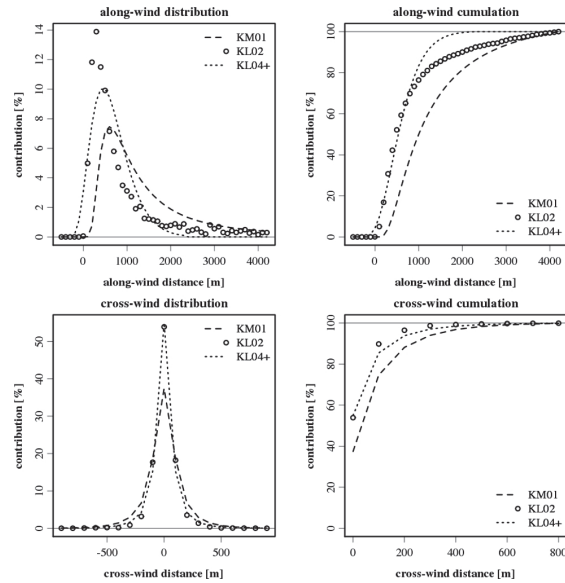 along-wind distribution
contribution [%]
0 2 4 6 8 10 12 14
KM01
KL02
KL04+
0 1000 2000 3000 4000
along-wind distance [m]
along-wind cumulation
contribution [%]
0 20 40 60 80 100
KM01
KL02
KL04+
0 1000 2000 3000 4000
along-wind distance [m]
cross-wind distribution
contribution [%]
0 10 20 30 40 50
KM01
KL02
KL04+
-500 0 500
cross-wind distance [m]
cross-wind cumulation
contribution [%]
0 20 40 60 80 100
KM01
KL02
KL04+
0 200 400 600 800
cross-wind distance [m]